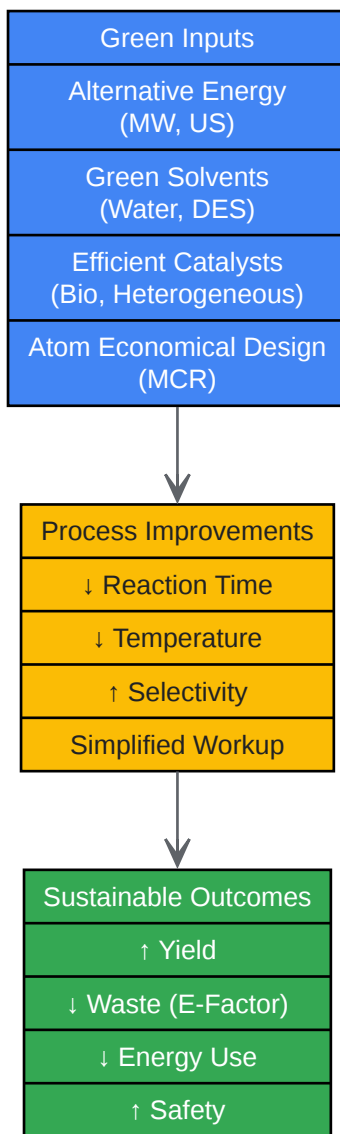 Green Inputs
Alternative Energy
(MW, US)
Green Solvents
(Water, DES)
Efficient Catalysts
(Bio, Heterogeneous)
Atom Economical Design
(MCR)
Process Improvements
↓ Reaction Time
↓ Temperature
↑ Selectivity
Simplified Workup
Sustainable Outcomes
↑ Yield
↓ Waste (E-Factor)
↓ Energy Use
↑ Safety